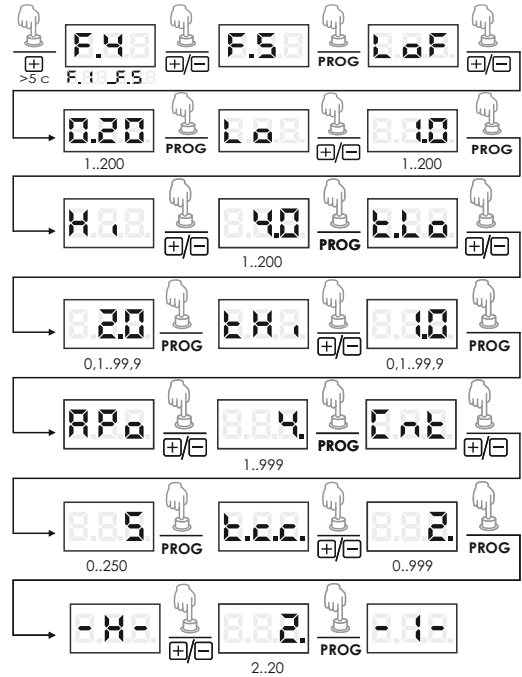 F.4 +/− F.5 PROG LoF
+
>5 c F.1_F.5
0.20 PROG Lo +/− 1.0 PROG
1..200 1..200
Hi +/− 4.0 PROG t.Lo +/−
1..200
2.0 PROG tHi +/− 1.0 PROG
0,1..99,9 0,1..99,9
APo +/− 4. PROG Cnt +/−
1..999
5 PROG t.c.c. +/− 2. PROG
0..250 0..999
-H- +/− 2. PROG -1-
2..20